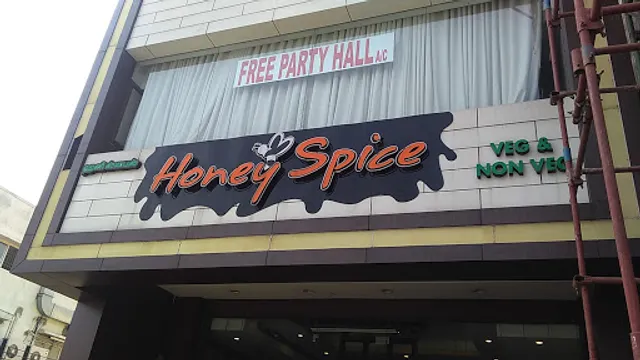 FREE PARTY HALL A/C
Honey Spice
VEG &
NON VEG